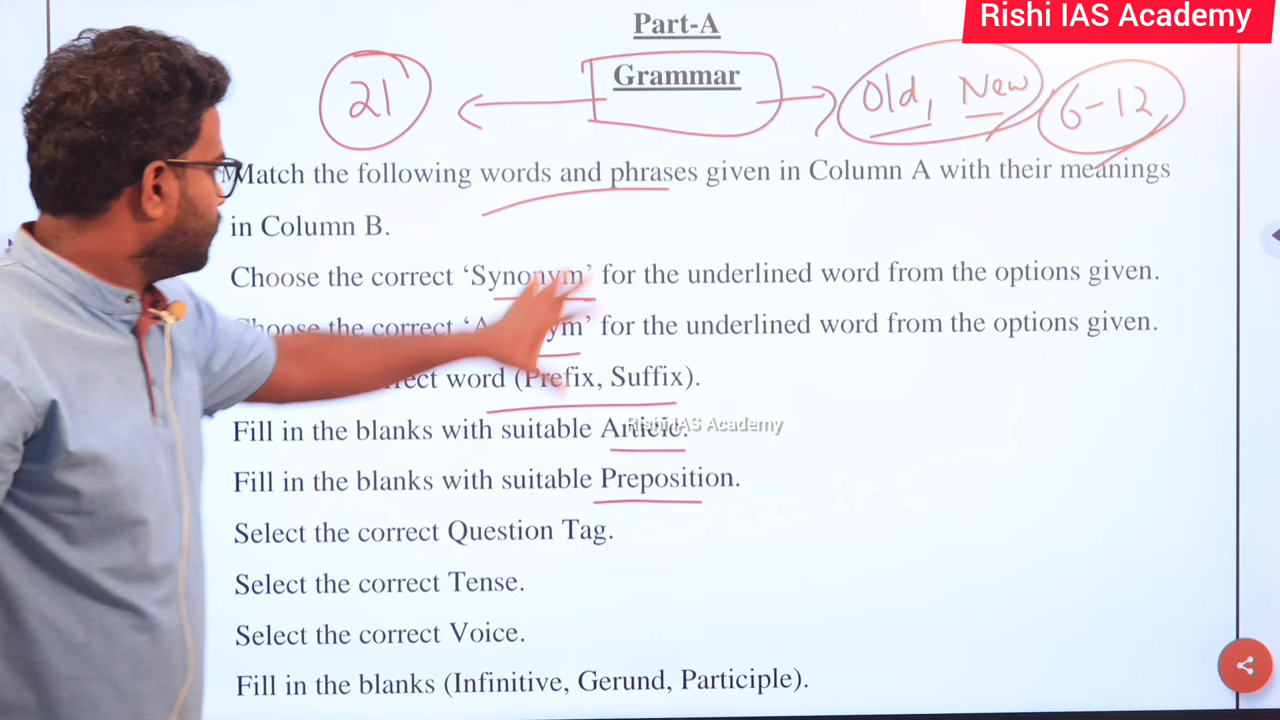 Rishi IAS Academy
Part-A
Grammar
21
Old, New
6-12
Match the following words and phrases given in Column A with their meanings
in Column B.
Choose the correct ‘Synonym’ for the underlined word from the options given.
Choose the correct ‘ ’ for the underlined word from the options given.
word (Prefix, Suffix).
Fill in the blanks with suitable Article.
Rishi IAS Academy
Fill in the blanks with suitable Preposition.
Select the correct Question Tag.
Select the correct Tense.
Select the correct Voice.
Fill in the blanks (Infinitive, Gerund, Participle).